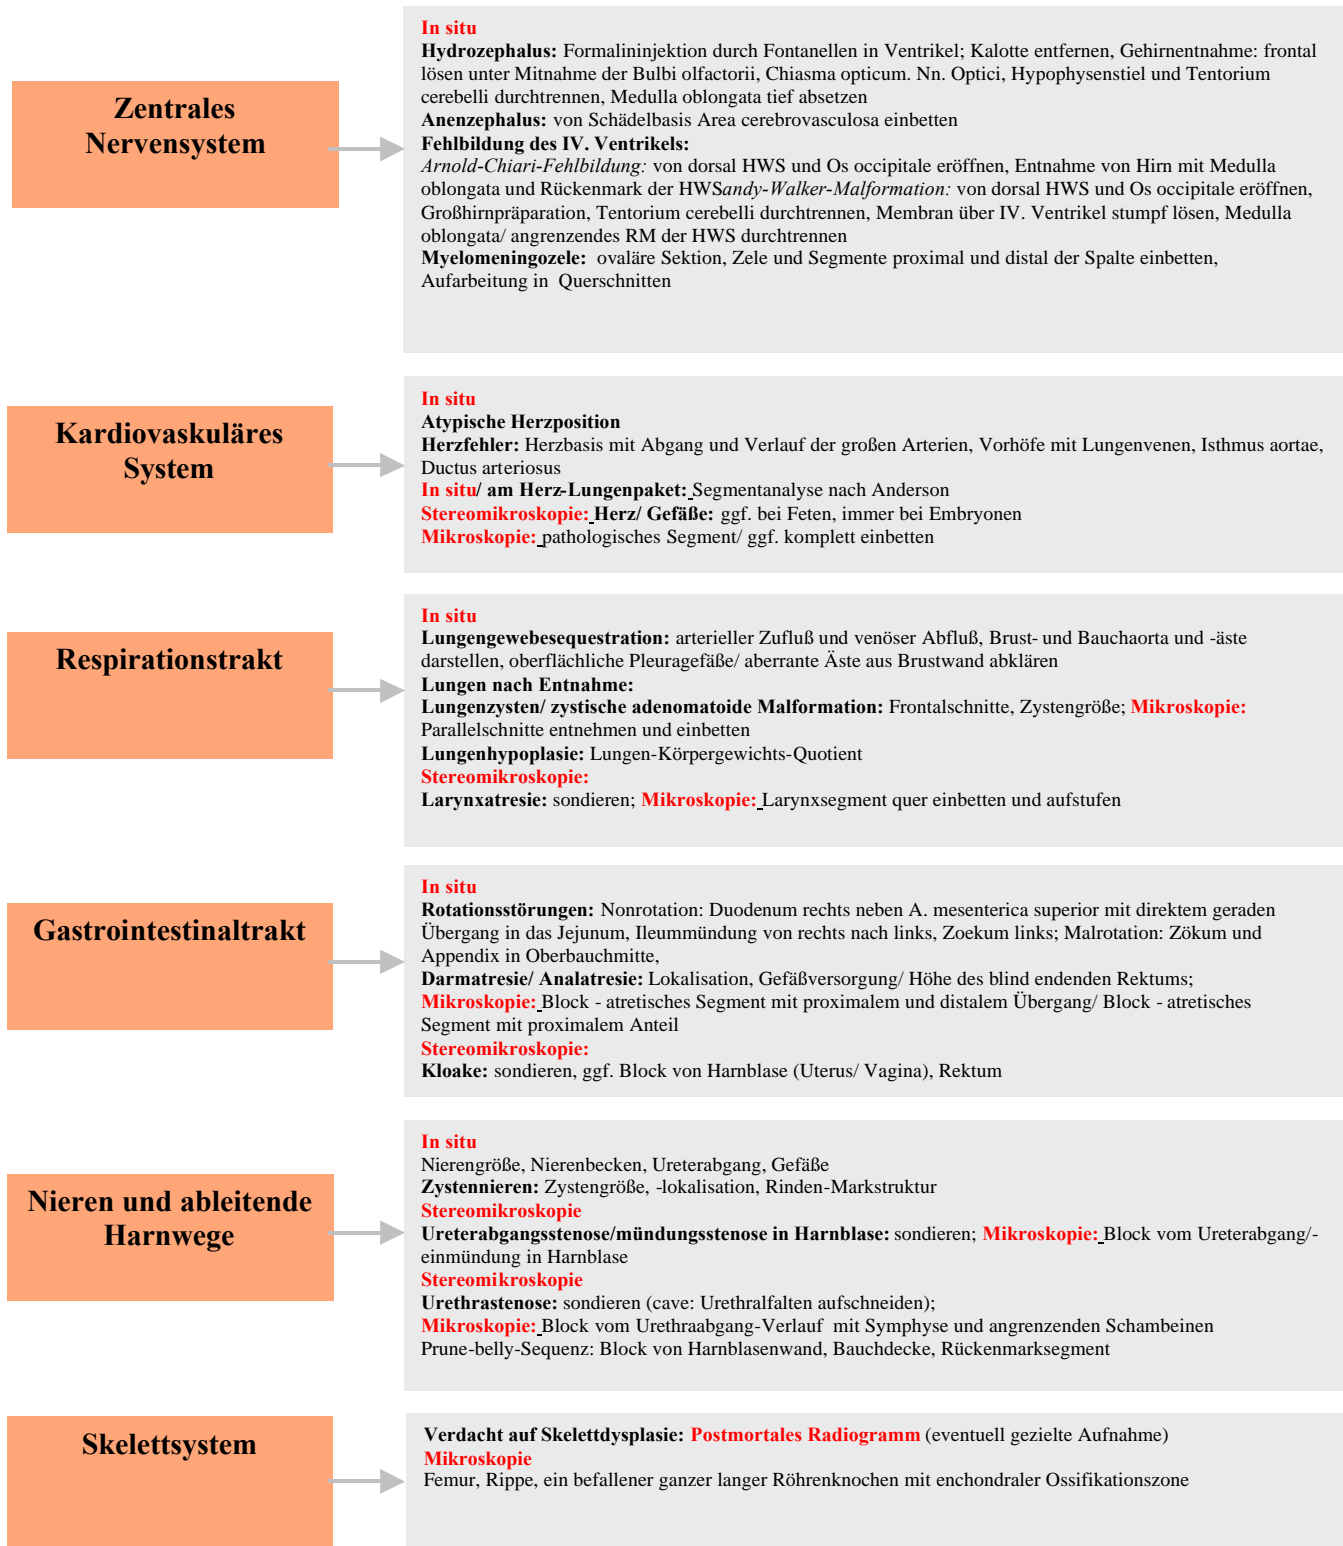 Zentrales
Nervensystem
In situ
Hydrozephalus: Formalininjektion durch Fontanellen in Ventrikel; Kalotte entfernen, Gehirnentnahme: frontal
lösen unter Mitnahme der Bulbi olfactorii, Chiasma opticum. Nn. Optici, Hypophysenstiel und Tentorium
cerebelli durchtrennen, Medulla oblongata tief absetzen
Anenzephalus: von Schädelbasis Area cerebrovasculosa einbetten
Fehlbildung des IV. Ventrikels:
Arnold-Chiari-Fehlbildung: von dorsal HWS und Os occipitale eröffnen, Entnahme von Hirn mit Medulla
oblongata und Rückenmark der HWSandy-Walker-Malformation: von dorsal HWS und Os occipitale eröffnen,
Großhirnpräparation, Tentorium cerebelli durchtrennen, Membran über IV. Ventrikel stumpf lösen, Medulla
oblongata/ angrenzendes RM der HWS durchtrennen
Myelomeningozele: ovaläre Sektion, Zele und Segmente proximal und distal der Spalte einbetten,
Aufarbeitung in Querschnitten
Kardiovaskuläres
System
In situ
Atypische Herzposition
Herzfehler: Herzbasis mit Abgang und Verlauf der großen Arterien, Vorhöfe mit Lungenvenen, Isthmus aortae,
Ductus arteriosus
In situ/ am Herz-Lungenpaket: Segmentanalyse nach Anderson
Stereomikroskopie: Herz/ Gefäße: ggf. bei Feten, immer bei Embryonen
Mikroskopie: pathologisches Segment/ ggf. komplett einbetten
Respirationstrakt
In situ
Lungengewebesequestration: arterieller Zufluß und venöser Abfluß, Brust- und Bauchaorta und -äste
darstellen, oberflächliche Pleuragefäße/ aberrante Äste aus Brustwand abklären
Lungen nach Entnahme:
Lungenzysten/ zystische adenomatoide Malformation: Frontalschnitte, Zystengröße; Mikroskopie:
Parallelschnitte entnehmen und einbetten
Lungenhypoplasie: Lungen-Körpergewichts-Quotient
Stereomikroskopie:
Larynxatresie: sondieren; Mikroskopie: Larynxsegment quer einbetten und aufstufen
Gastrointestinaltrakt
In situ
Rotationsstörungen: Nonrotation: Duodenum rechts neben A. mesenterica superior mit direktem geraden
Übergang in das Jejunum, Ileummündung von rechts nach links, Zoekum links; Malrotation: Zökum und
Appendix in Oberbauchmitte,
Darmatresie/ Analatresie: Lokalisation, Gefäßversorgung/ Höhe des blind endenden Rektums;
Mikroskopie: Block - atretisches Segment mit proximalem und distalem Übergang/ Block - atretisches
Segment mit proximalem Anteil
Stereomikroskopie:
Kloake: sondieren, ggf. Block von Harnblase (Uterus/ Vagina), Rektum
Nieren und ableitende
Harnwege
In situ
Nierengröße, Nierenbecken, Ureterabgang, Gefäße
Zystennieren: Zystengröße, -lokalisation, Rinden-Markstruktur
Stereomikroskopie
Ureterabgangsstenose/mündungsstenose in Harnblase: sondieren; Mikroskopie: Block vom Ureterabgang/-
einmündung in Harnblase
Stereomikroskopie
Urethrastenose: sondieren (cave: Urethralfalten aufschneiden);
Mikroskopie: Block vom Urethraabgang-Verlauf mit Symphyse und angrenzenden Schambeinen
Prune-belly-Sequenz: Block von Harnblasenwand, Bauchdecke, Rückenmarksegment
Skelettsystem
Verdacht auf Skelettdysplasie: Postmortales Radiogramm (eventuell gezielte Aufnahme)
Mikroskopie
Femur, Rippe, ein befallener ganzer langer Röhrenknochen mit enchondraler Ossifikationszone